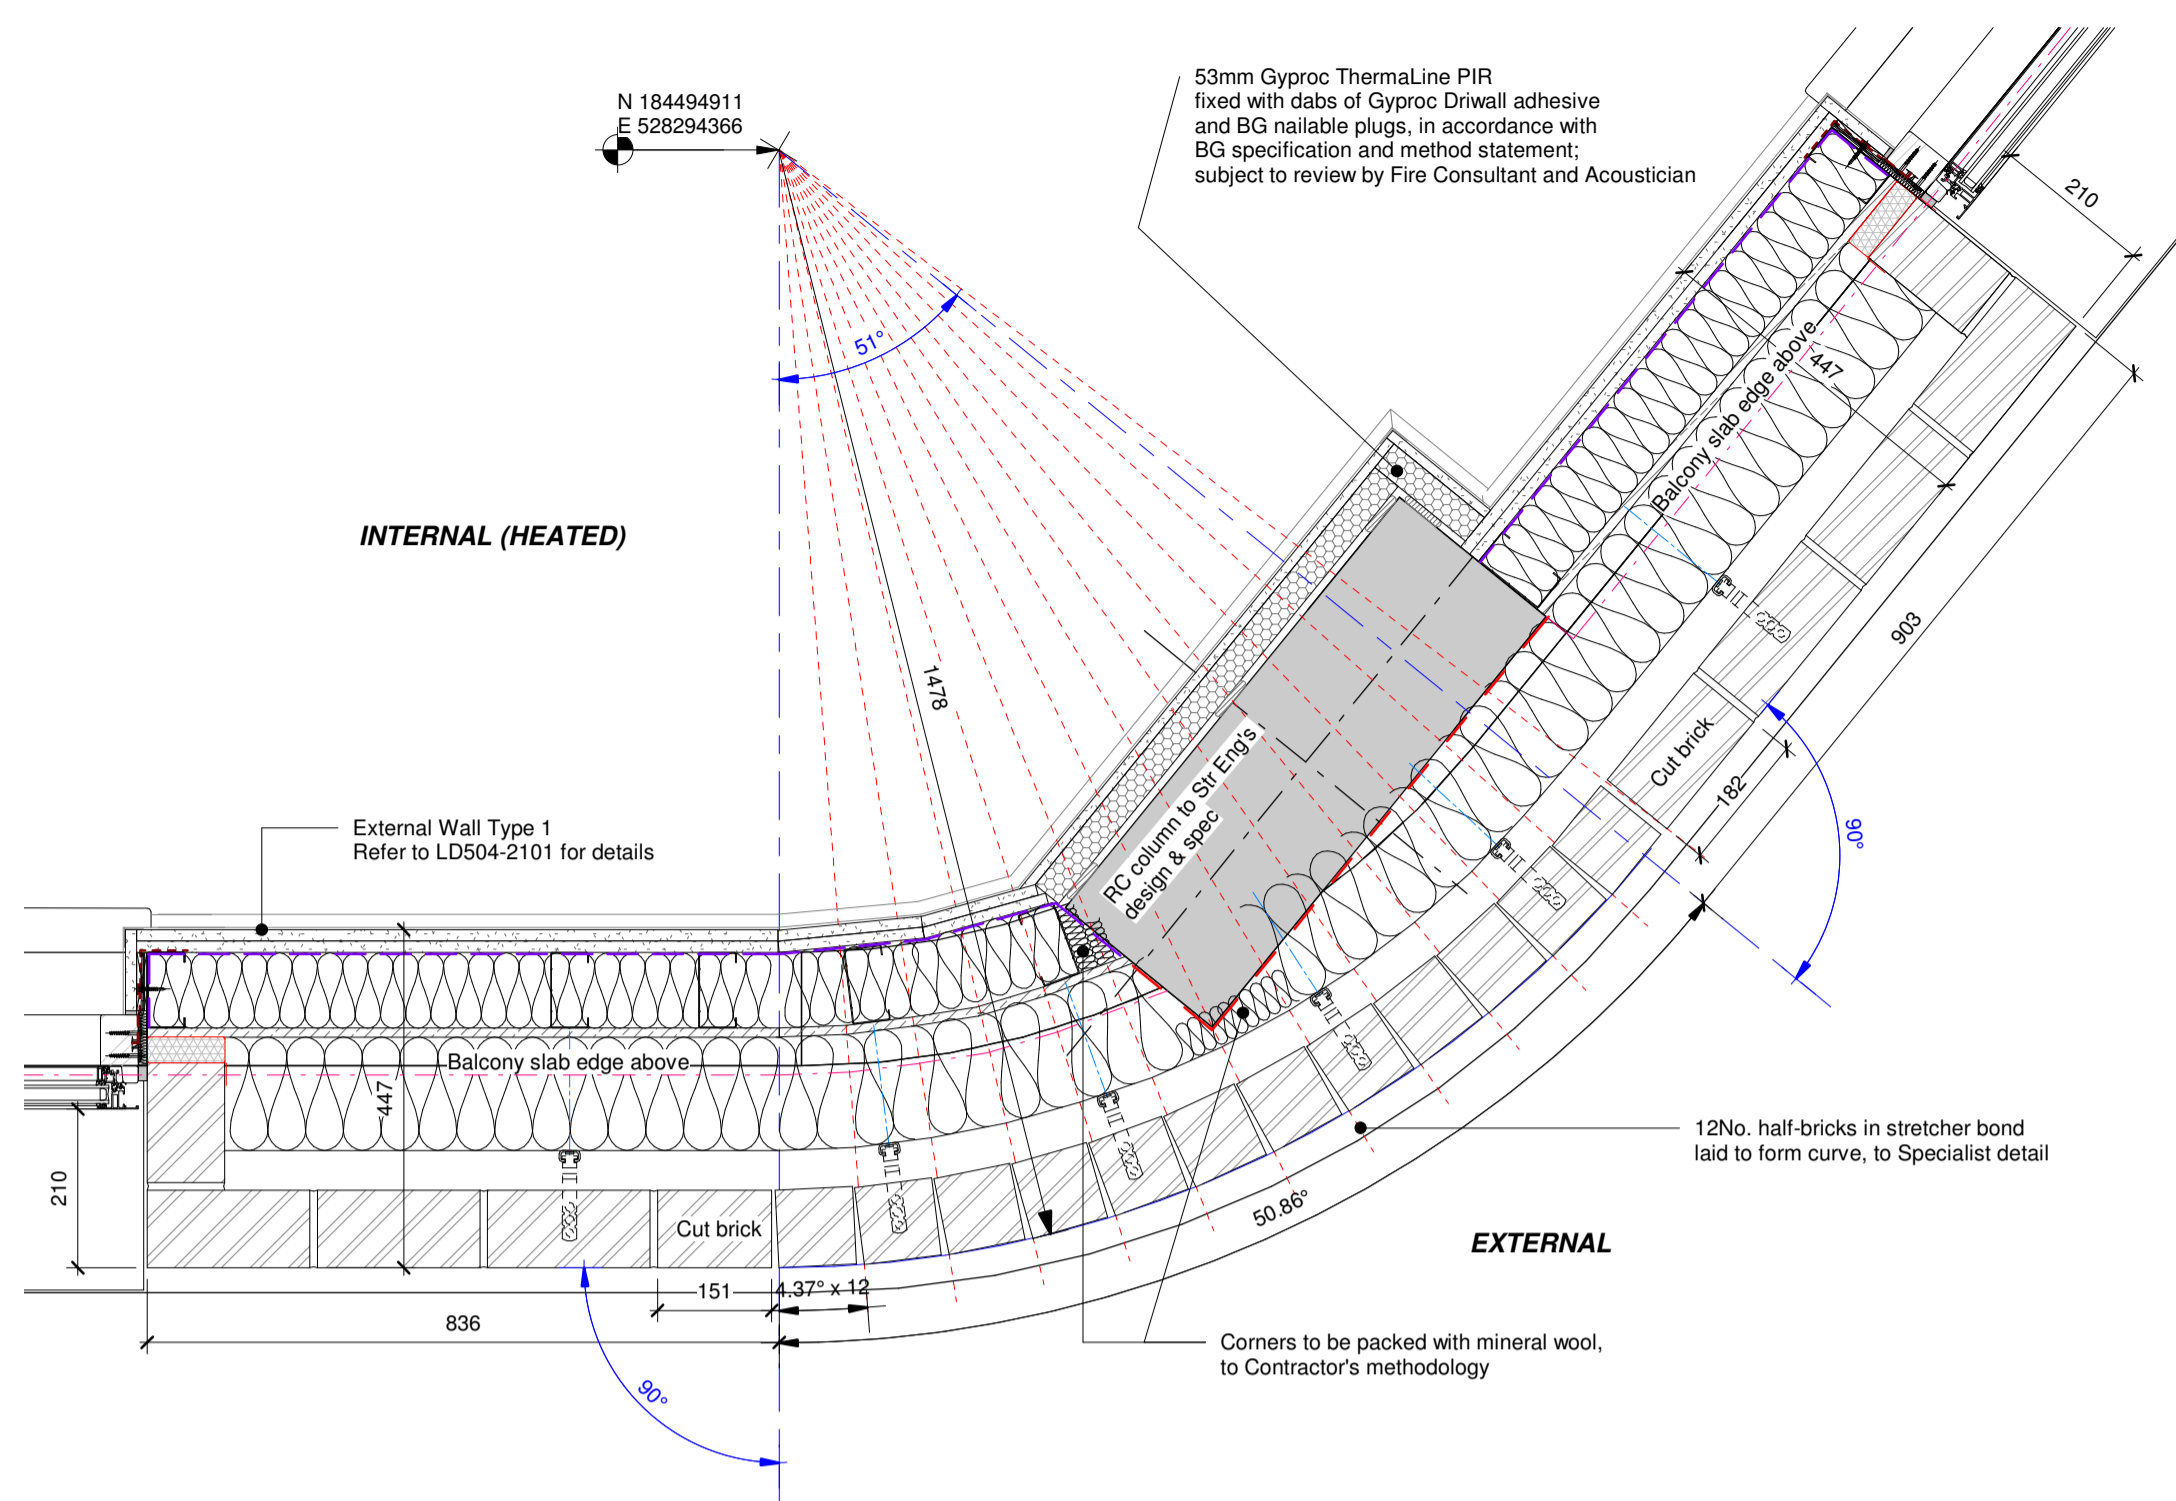 N 184494911
E 528294366
53mm Gyproc ThermaLine PIR
fixed with dabs of Gyproc Driwall adhesive
and BG nailable plugs, in accordance with
BG specification and method statement;
subject to review by Fire Consultant and Acoustician
210
51°
447
Balcony slab edge above
INTERNAL (HEATED)
903
1478
RC column to Str Eng's
design & spec
Cut brick
182
90°
External Wall Type 1
Refer to LD504-2101 for details
Balcony slab edge above
447
210
Cut brick
12No. half-bricks in stretcher bond
laid to form curve, to Specialist detail
50.86°
EXTERNAL
151
4.37° x 12
836
Corners to be packed with mineral wool,
to Contractor's methodology
90°